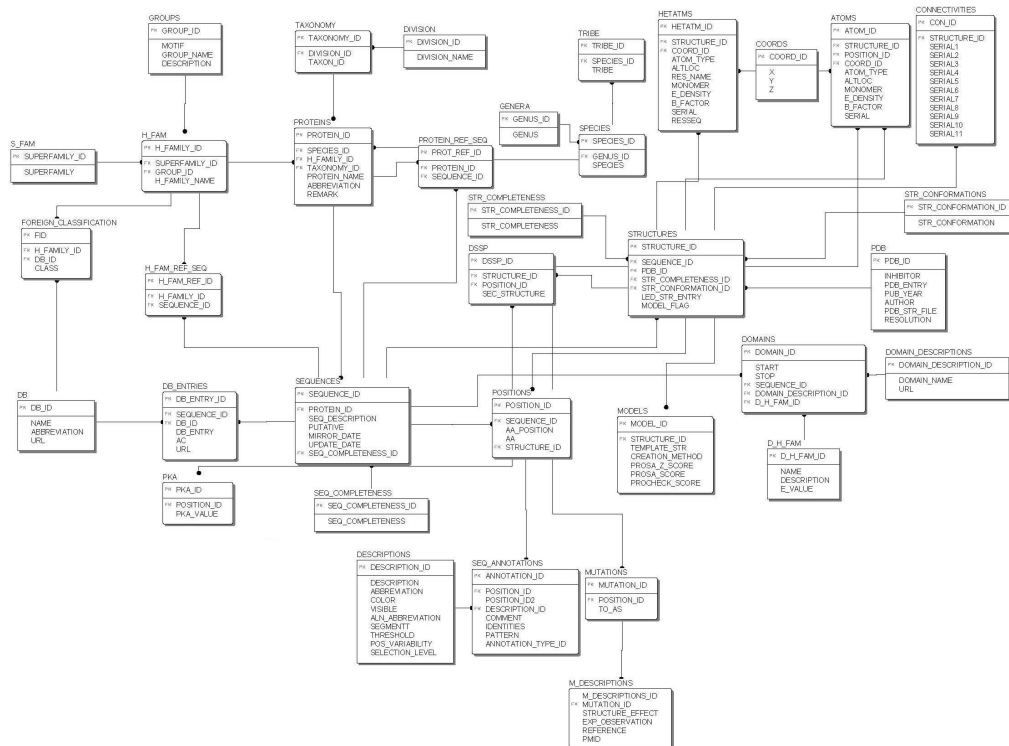 GROUPS
PK GROUP_ID
MOTIF
GROUP_NAME
DESCRIPTION
TAXONOMY
PK TAXONOMY_ID
FK DIVISION_ID
TAXON_ID
DIVISION
PK DIVISION_ID
DIVISION_NAME
TRIBE
PK TRIBE_ID
FK SPECIES_ID
TRIBE
HETATMS
PK HETATM_ID
FK STRUCTURE_ID
FK COORD_ID
ATOM_TYPE
ALTLOC
RES_NAME
MONOMER
E_DENSITY
B_FACTOR
SERIAL
RESSEQ
COORDS
PK COORD_ID
X
Y
Z
ATOMS
PK ATOM_ID
FK STRUCTURE_ID
FK POSITION_ID
FK COORD_ID
ATOM_TYPE
ALTLOC
MONOMER
E_DENSITY
B_FACTOR
SERIAL
CONNECTIVITIES
PK CON_ID
FK STRUCTURE_ID
SERIAL1
SERIAL2
SERIAL3
SERIAL4
SERIAL5
SERIAL6
SERIAL7
SERIAL8
SERIAL9
SERIAL10
SERIAL11
S_FAM
PK SUPERFAMILY_ID
SUPERFAMILY
H_FAM
PK H_FAMILY_ID
FK SUPERFAMILY_ID
FK GROUP_ID
H_FAMILY_NAME
PROTEINS
PK PROTEIN_ID
FK SPECIES_ID
FK H_FAMILY_ID
FK TAXONOMY_ID
PROTEIN_NAME
ABBREVIATION
REMARK
PROTEIN_REF_SEQ
PK PROT_REF_ID
FK PROTEIN_ID
FK SEQUENCE_ID
GENERA
PK GENUS_ID
GENUS
SPECIES
PK SPECIES_ID
FK GENUS_ID
SPECIES
FOREIGN_CLASSIFICATION
PK FID
FK H_FAMILY_ID
FK DB_ID
CLASS
H_FAM_REF_SEQ
PK H_FAM_REF_ID
FK H_FAMILY_ID
FK SEQUENCE_ID
STR_COMPLETENESS
PK STR_COMPLETENESS_ID
STR_COMPLETENESS
DSSP
PK DSSP_ID
FK STRUCTURE_ID
FK POSITION_ID
SEC_STRUCTURE
STRUCTURES
PK STRUCTURE_ID
FK SEQUENCE_ID
FK PDB_ID
FK STR_COMPLETENESS_ID
FK STR_CONFORMATION_ID
LED_STR_ENTRY
MODEL_FLAG
STR_CONFORMATIONS
PK STR_CONFORMATION_ID
STR_CONFORMATION
PDB
PK PDB_ID
INHIBITOR
PDB_ENTRY
PUB_YEAR
AUTHOR
PDB_STR_FILE
RESOLUTION
DB
PK DB_ID
NAME
ABBREVIATION
URL
DB_ENTRIES
PK DB_ENTRY_ID
FK SEQUENCE_ID
FK DB_ID
DB_ENTRY
AC
URL
SEQUENCES
PK SEQUENCE_ID
FK PROTEIN_ID
SEQ_DESCRIPTION
PUTATIVE
MIRROR_DATE
UPDATE_DATE
FK SEQ_COMPLETENESS_ID
POSITIONS
PK POSITION_ID
FK SEQUENCE_ID
AA_POSITION
AA
FK STRUCTURE_ID
MODELS
PK MODEL_ID
FK STRUCTURE_ID
TEMPLATE_STR
CREATION_METHOD
PROSA_Z_SCORE
PROSA_SCORE
PROCHECK_SCORE
DOMAINS
PK DOMAIN_ID
START
STOP
FK SEQUENCE_ID
FK DOMAIN_DESCRIPTION_ID
FK D_H_FAM_ID
DOMAIN_DESCRIPTIONS
PK DOMAIN_DESCRIPTION_ID
DOMAIN_NAME
URL
D_H_FAM
PK D_H_FAM_ID
NAME
DESCRIPTION
E_VALUE
PKA
PK PKA_ID
FK POSITION_ID
PKA_VALUE
SEQ_COMPLETENESS
PK SEQ_COMPLETENESS_ID
SEQ_COMPLETENESS
DESCRIPTIONS
PK DESCRIPTION_ID
DESCRIPTION
ABBREVIATION
COLOR
VISIBLE
ALN_ABBREVIATION
SEGMENTT
THRESHOLD
POS_VARIABILITY
SELECTION_LEVEL
SEQ_ANNOTATIONS
PK ANNOTATION_ID
FK POSITION_ID
POSITION_ID2
FK DESCRIPTION_ID
COMMENT
IDENTITIES
PATTERN
ANNOTATION_TYPE_ID
MUTATIONS
PK MUTATION_ID
FK POSITION_ID
TO_AS
M_DESCRIPTIONS
M_DESCRIPTIONS_ID
FK MUTATION_ID
STRUCTURE_EFFECT
EXP_OBSERVATION
REFERENCE
PMID